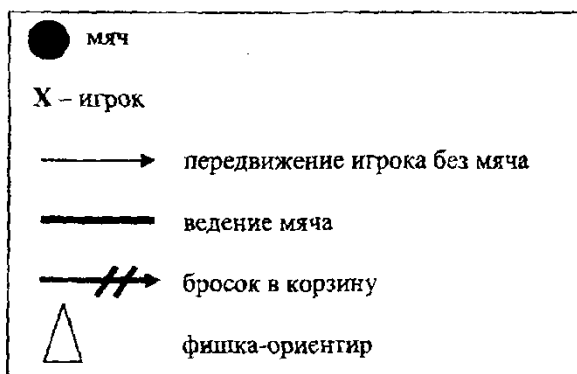 мяч
X – игрок
передвижение игрока без мяча
ведение мяча
бросок в корзину
фишка-ориентир